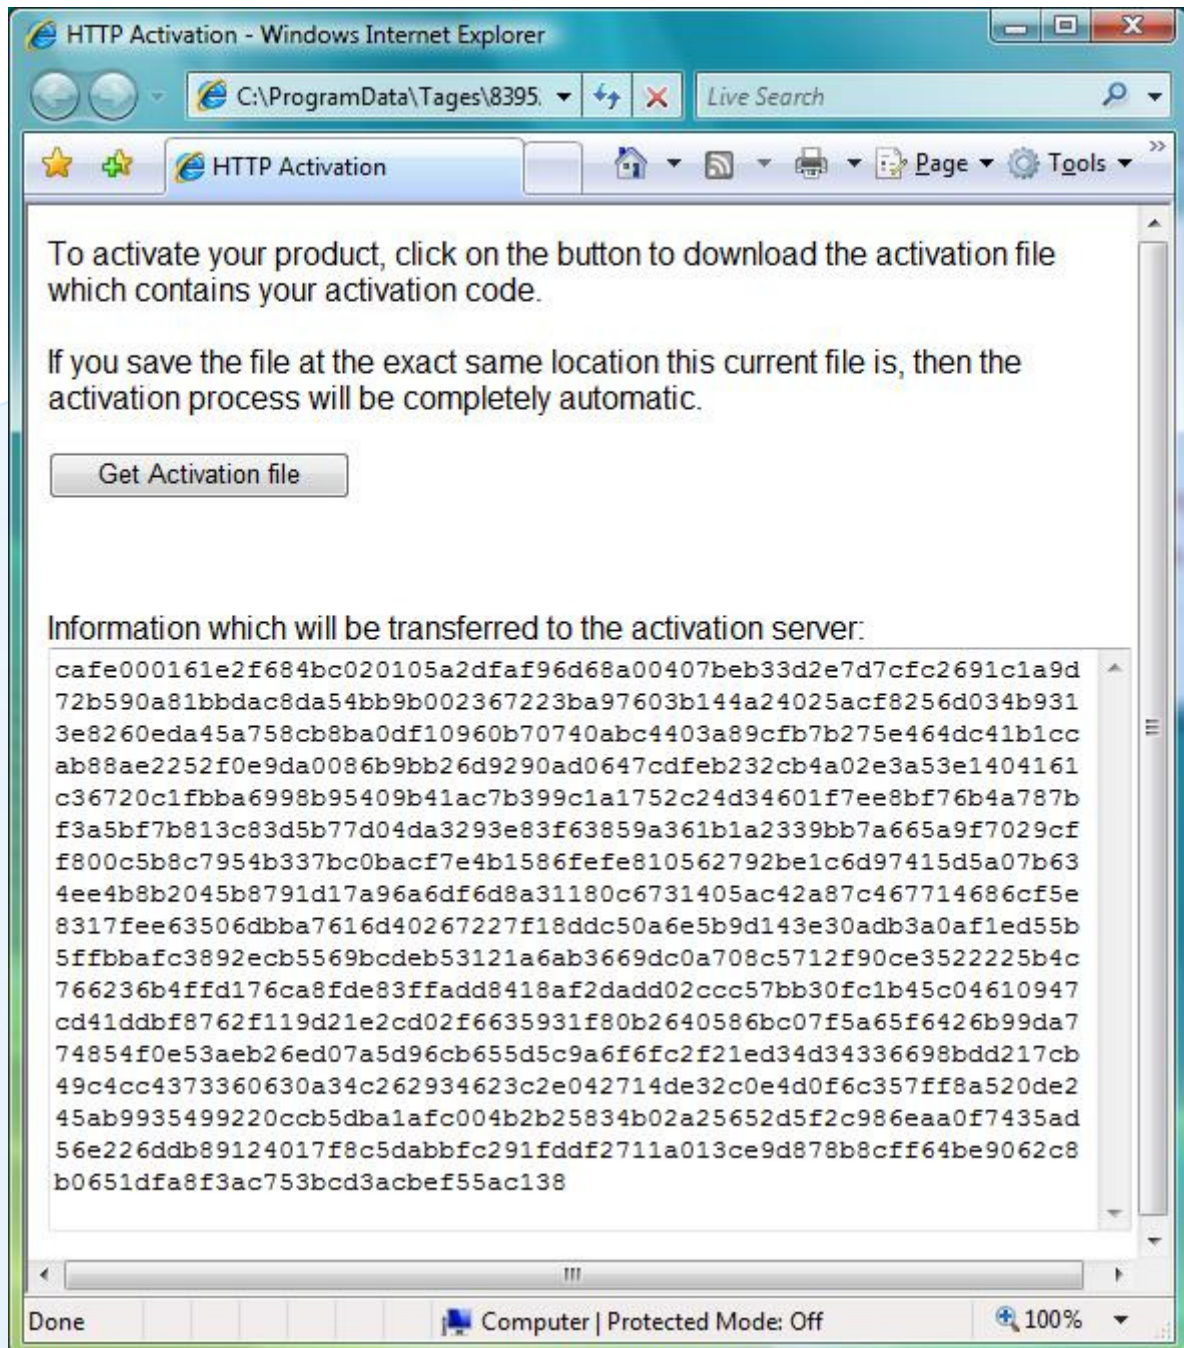 HTTP Activation - Windows Internet Explorer
C:\ProgramData\Tages\8395.
Live Search
HTTP Activation
Page
Tools
To activate your product, click on the button to download the activation file
which contains your activation code.
If you save the file at the exact same location this current file is, then the
activation process will be completely automatic.
Get Activation file
Information which will be transferred to the activation server:
cafe000161e2f684bc020105a2dfaf96d68a00407beb33d2e7d7cfc2691c1a9d
72b590a81bbdac8da54bb9b002367223ba97603b144a24025acf8256d034b931
3e8260eda45a758cb8ba0df10960b70740abc4403a89cfb7b275e464dc41b1cc
ab88ae2252f0e9da0086b9bb26d9290ad0647cdfeb232cb4a02e3a53e1404161
c36720c1fbba6998b95409b41ac7b399c1a1752c24d34601f7ee8bf76b4a787b
f3a5bf7b813c83d5b77d04da3293e83f63859a361b1a2339bb7a665a9f7029cf
f800c5b8c7954b337bc0bacf7e4b1586fefe810562792be1c6d97415d5a07b63
4ee4b8b2045b8791d17a96a6df6d8a31180c6731405ac42a87c467714686cf5e
8317fee63506dbba7616d40267227f18ddc50a6e5b9d143e30adb3a0af1ed55b
5ffbbafc3892ecb5569bcdeb53121a6ab3669dc0a708c5712f90ce3522225b4c
766236b4ffd176ca8fde83ffadd8418af2dadd02ccc57bb30fc1b45c04610947
cd41ddbf8762f119d21e2cd02f6635931f80b2640586bc07f5a65f6426b99da7
74854f0e53aeb26ed07a5d96cb655d5c9a6f6fc2f21ed34d34336698bdd217cb
49c4cc4373360630a34c262934623c2e042714de32c0e4d0f6c357ff8a520de2
45ab9935499220ccb5dba1afc004b2b25834b02a25652d5f2c986eaa0f7435ad
56e226ddb89124017f8c5dabbfc291fddf2711a013ce9d878b8cff64be9062c8
b0651dfa8f3ac753bcd3acbef55ac138
Done
Computer | Protected Mode: Off
100%